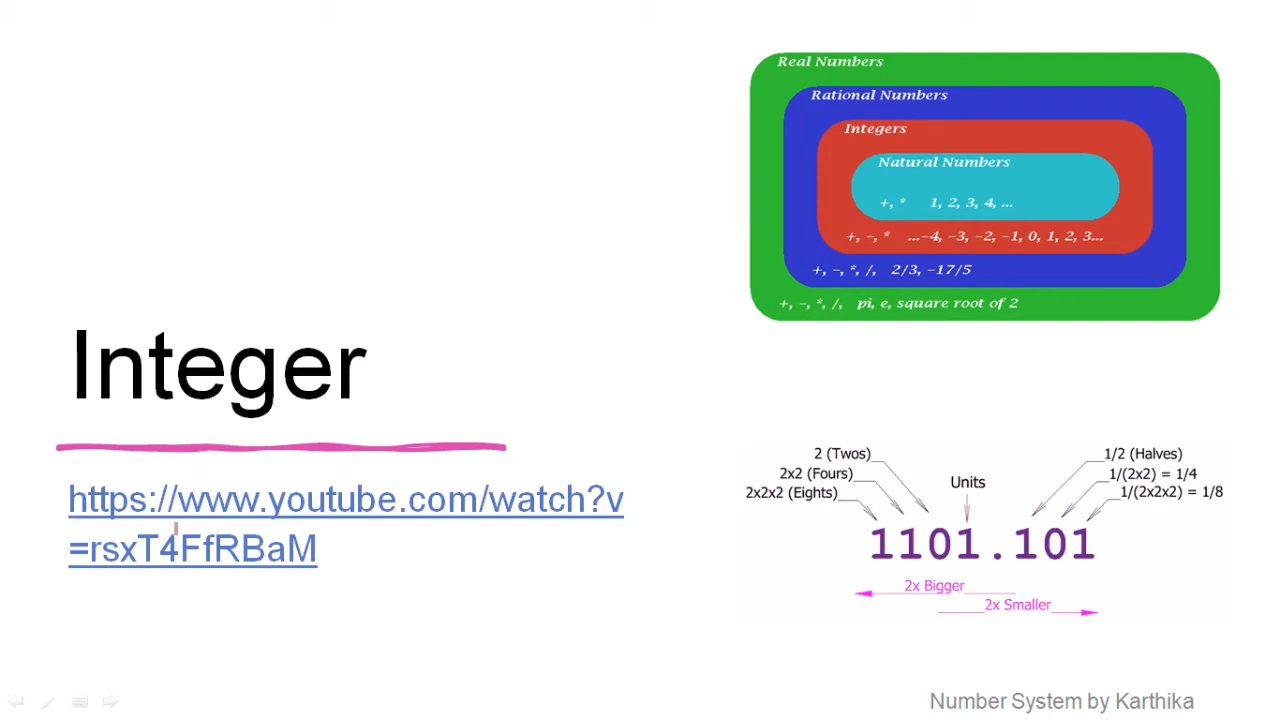 Real Numbers
Rational Numbers
Integers
Natural Numbers
+, * 1, 2, 3, 4, ...
+, –, * ...–4, –3, –2, –1, 0, 1, 2, 3...
+, –, *, /, 2/3, –17/5
+, –, *, /, pi, e, square root of 2
Integer
https://www.youtube.com/watch?v
=rsxT4FfRBaM
2 (Twos)
2x2 (Fours)
2x2x2 (Eights)
Units
1/2 (Halves)
1/(2x2) = 1/4
1/(2x2x2) = 1/8
1101.101
2x Bigger
2x Smaller
Number System by Karthika